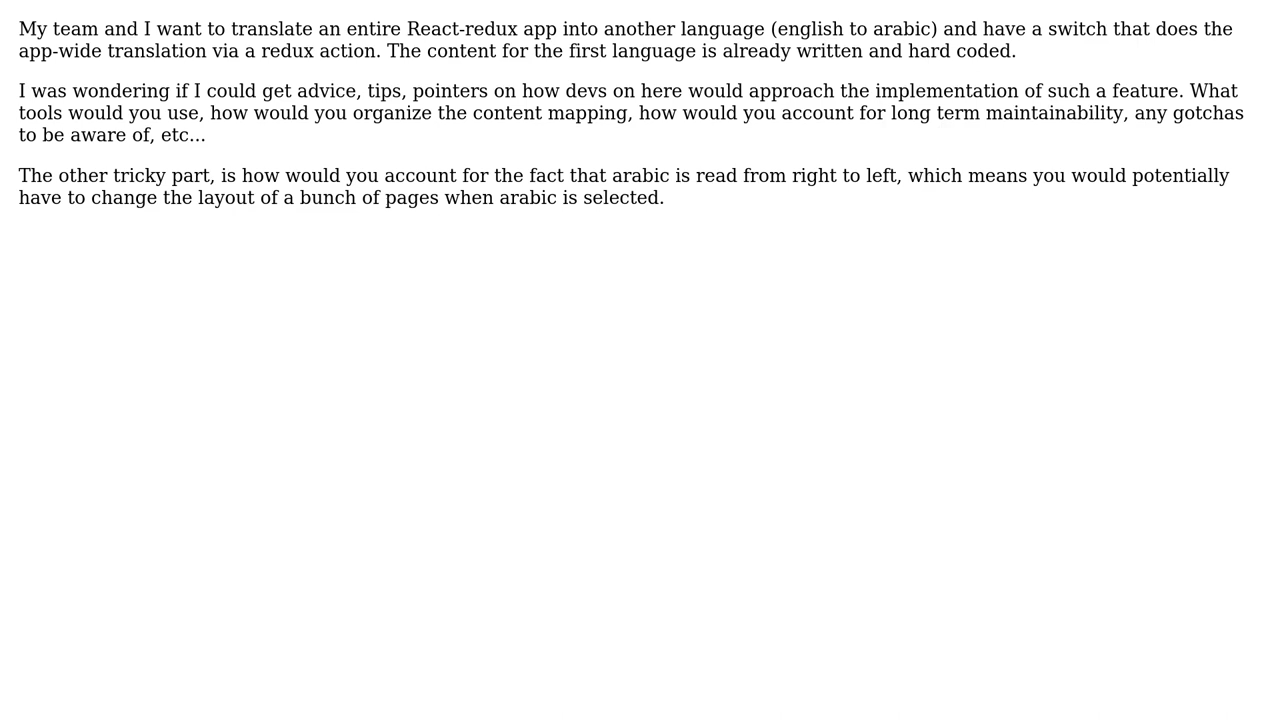 My team and I want to translate an entire React-redux app into another language (english to arabic) and have a switch that does the
app-wide translation via a redux action. The content for the first language is already written and hard coded.
I was wondering if I could get advice, tips, pointers on how devs on here would approach the implementation of such a feature. What
tools would you use, how would you organize the content mapping, how would you account for long term maintainability, any gotchas
to be aware of, etc...
The other tricky part, is how would you account for the fact that arabic is read from right to left, which means you would potentially
have to change the layout of a bunch of pages when arabic is selected.